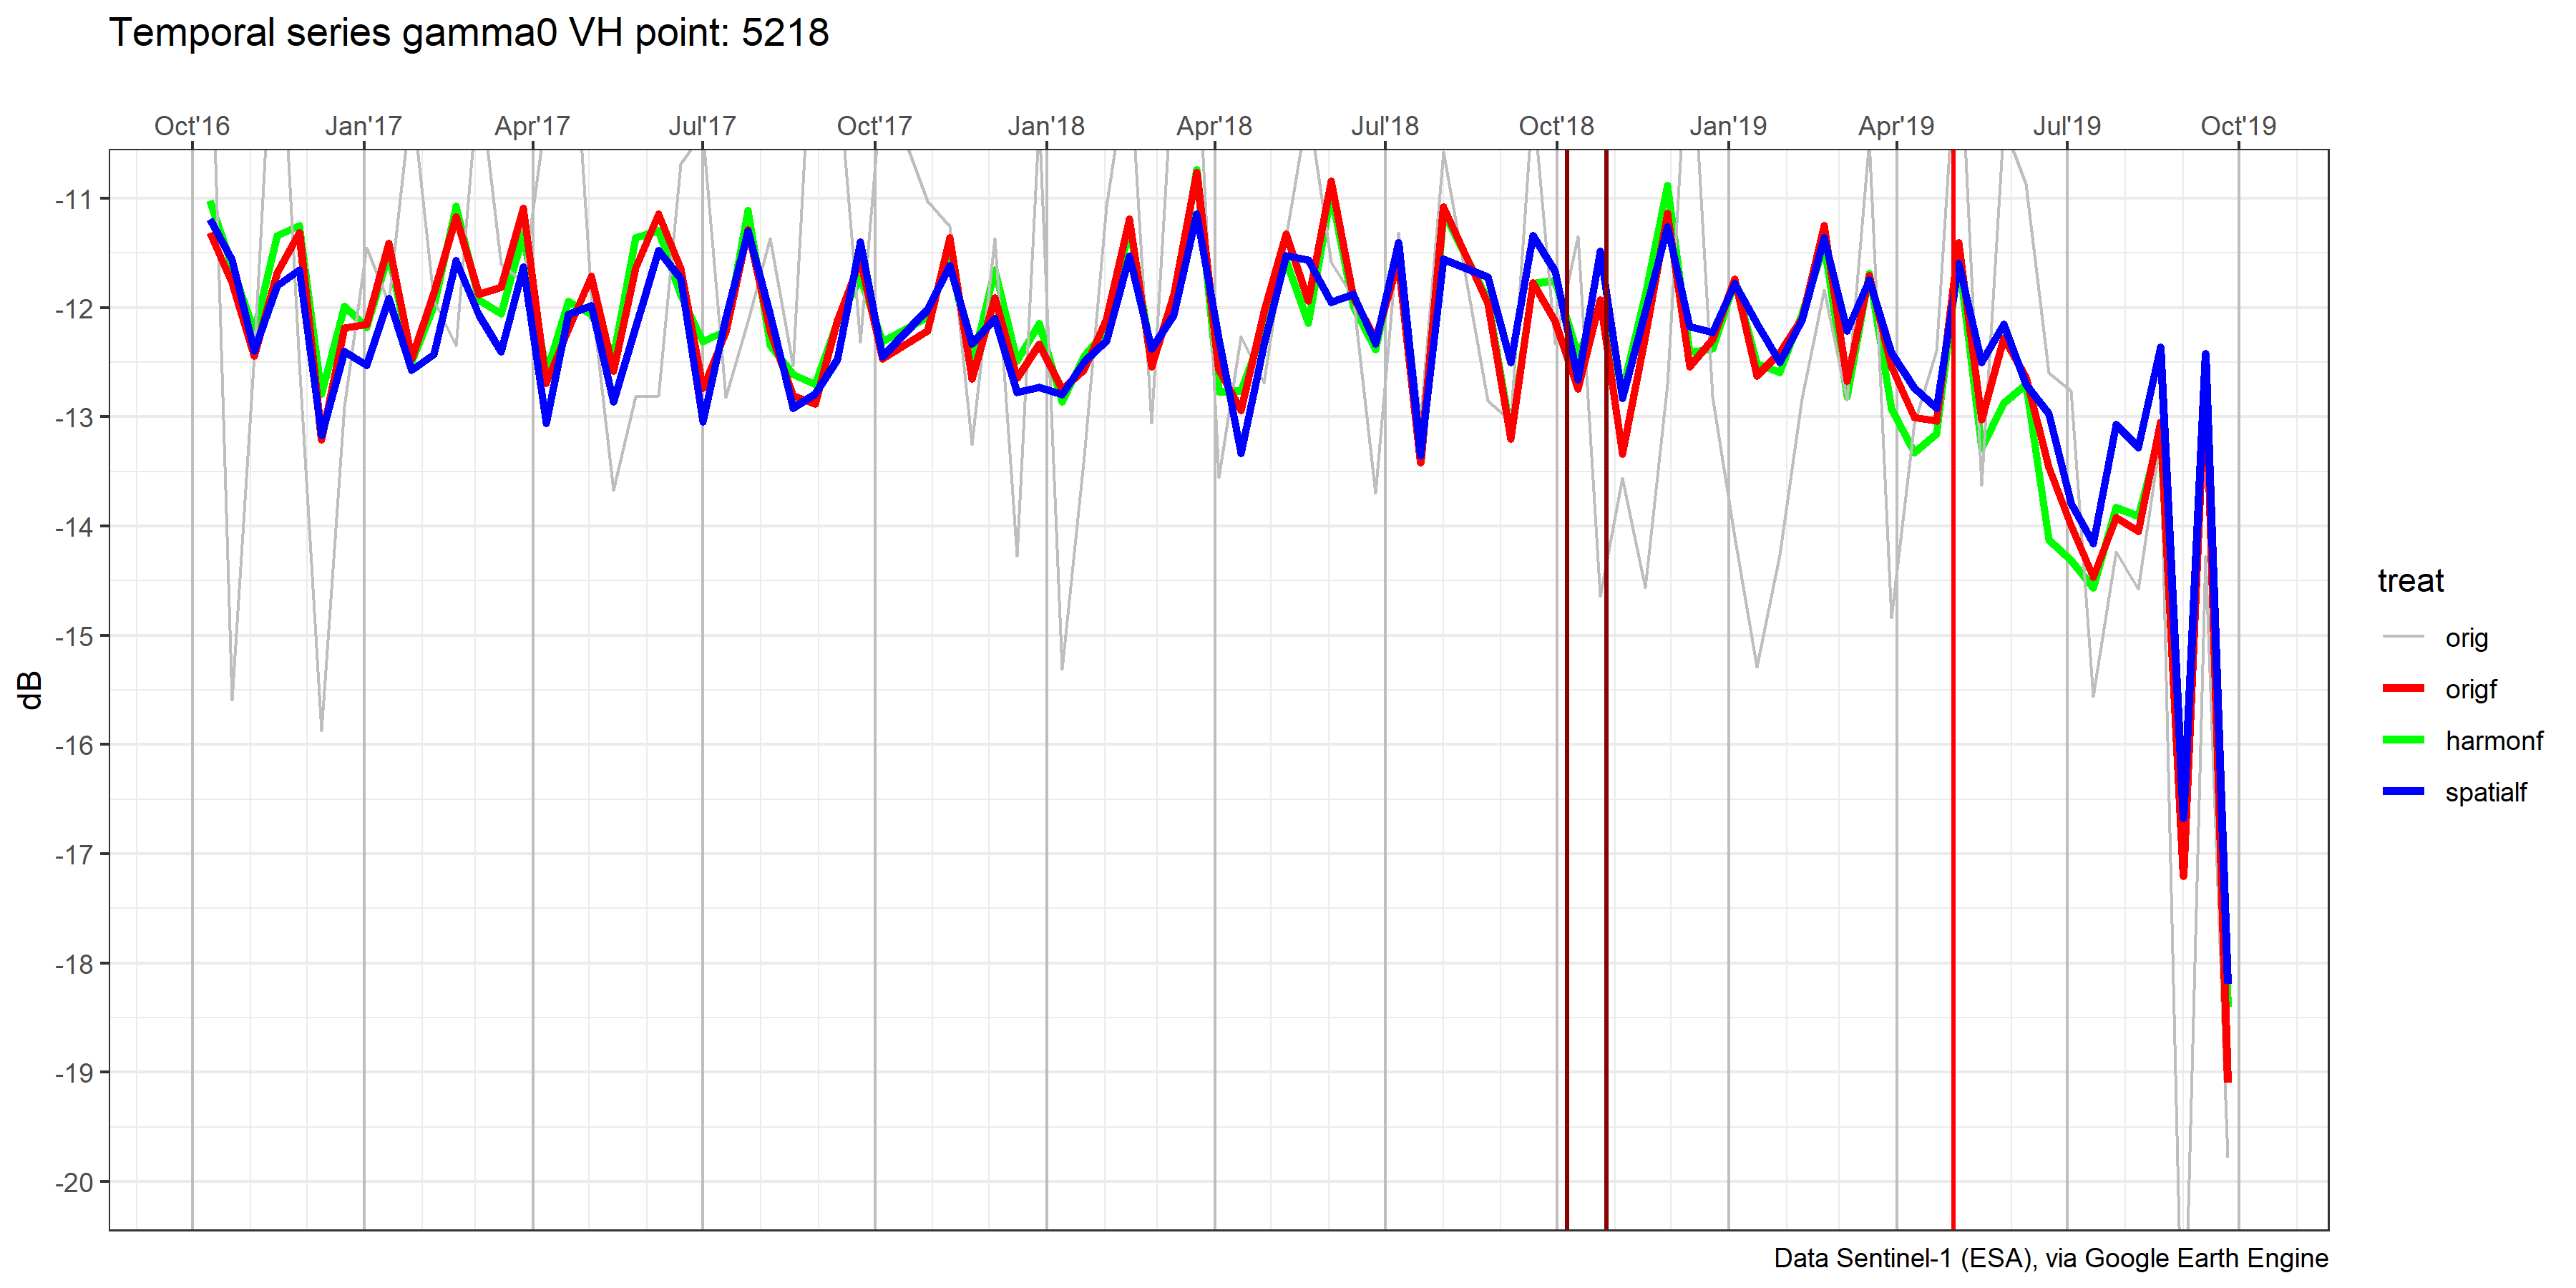 Temporal series gamma0 VH point: 5218
Oct'16 Jan'17 Apr'17 Jul'17 Oct'17 Jan'18 Apr'18 Jul'18 Oct'18 Jan'19 Apr'19 Jul'19 Oct'19
-11
-12
-13
-14
-15
-16
-17
-18
-19
-20
dB
treat
orig
origf
harmonf
spatialf
Data Sentinel-1 (ESA), via Google Earth Engine